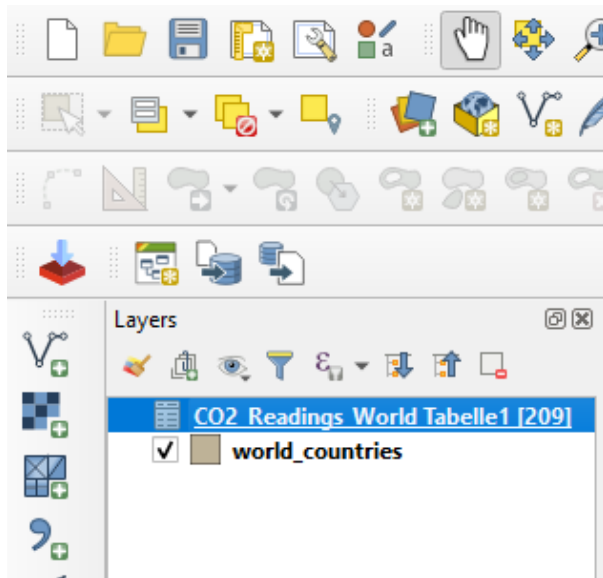 a
Layers
ε
CO2_Readings_World Tabelle1 [209]
world_countries